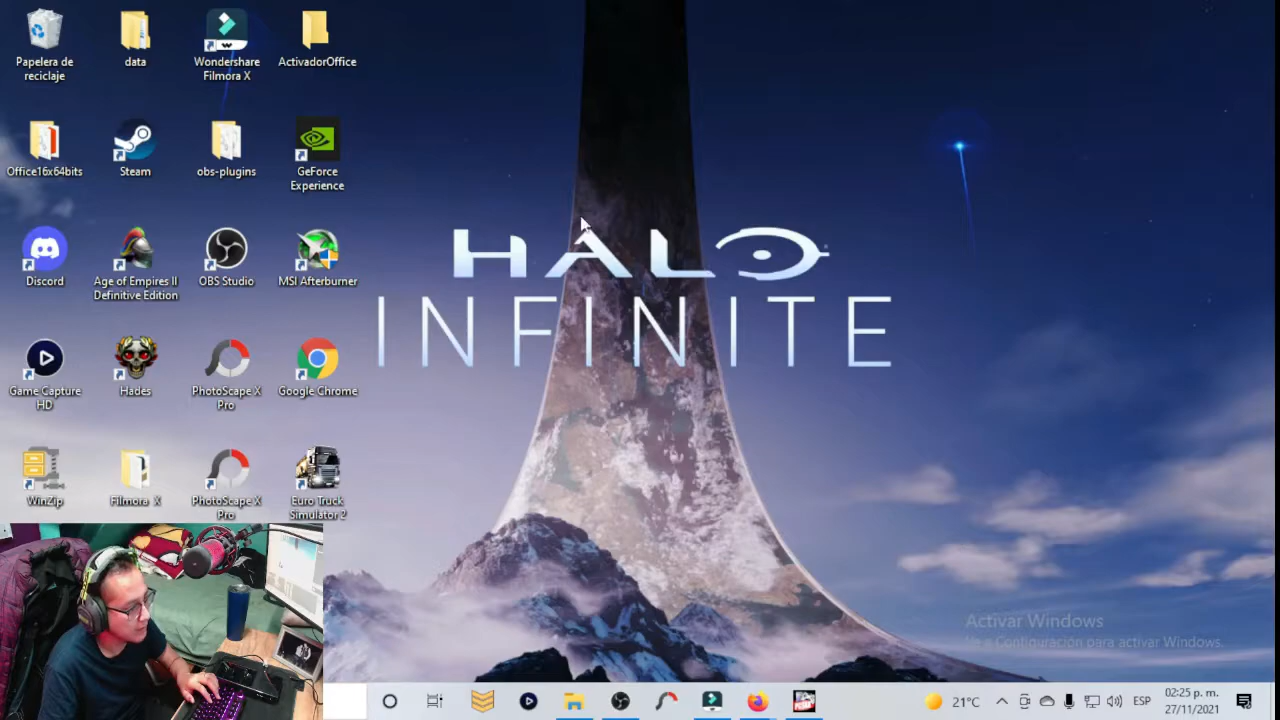 Papelera de
reciclaje
data
Wondershare
Filmora X
ActivadorOffice
Office16x64bits
Steam
obs-plugins
GeForce
Experience
Discord
Age of Empires II
Definitive Edition
OBS Studio
MSI Afterburner
Game Capture
HD
Hades
PhotoScape X
Pro
Google Chrome
WinZip
Filmora X
PhotoScape X
Pro
Euro Truck
Simulator 2
HALO
INFINITE
Activar Windows
Ve a Configuración para activar Windows.
21°C
ESP
02:25 p. m.
27/11/2021